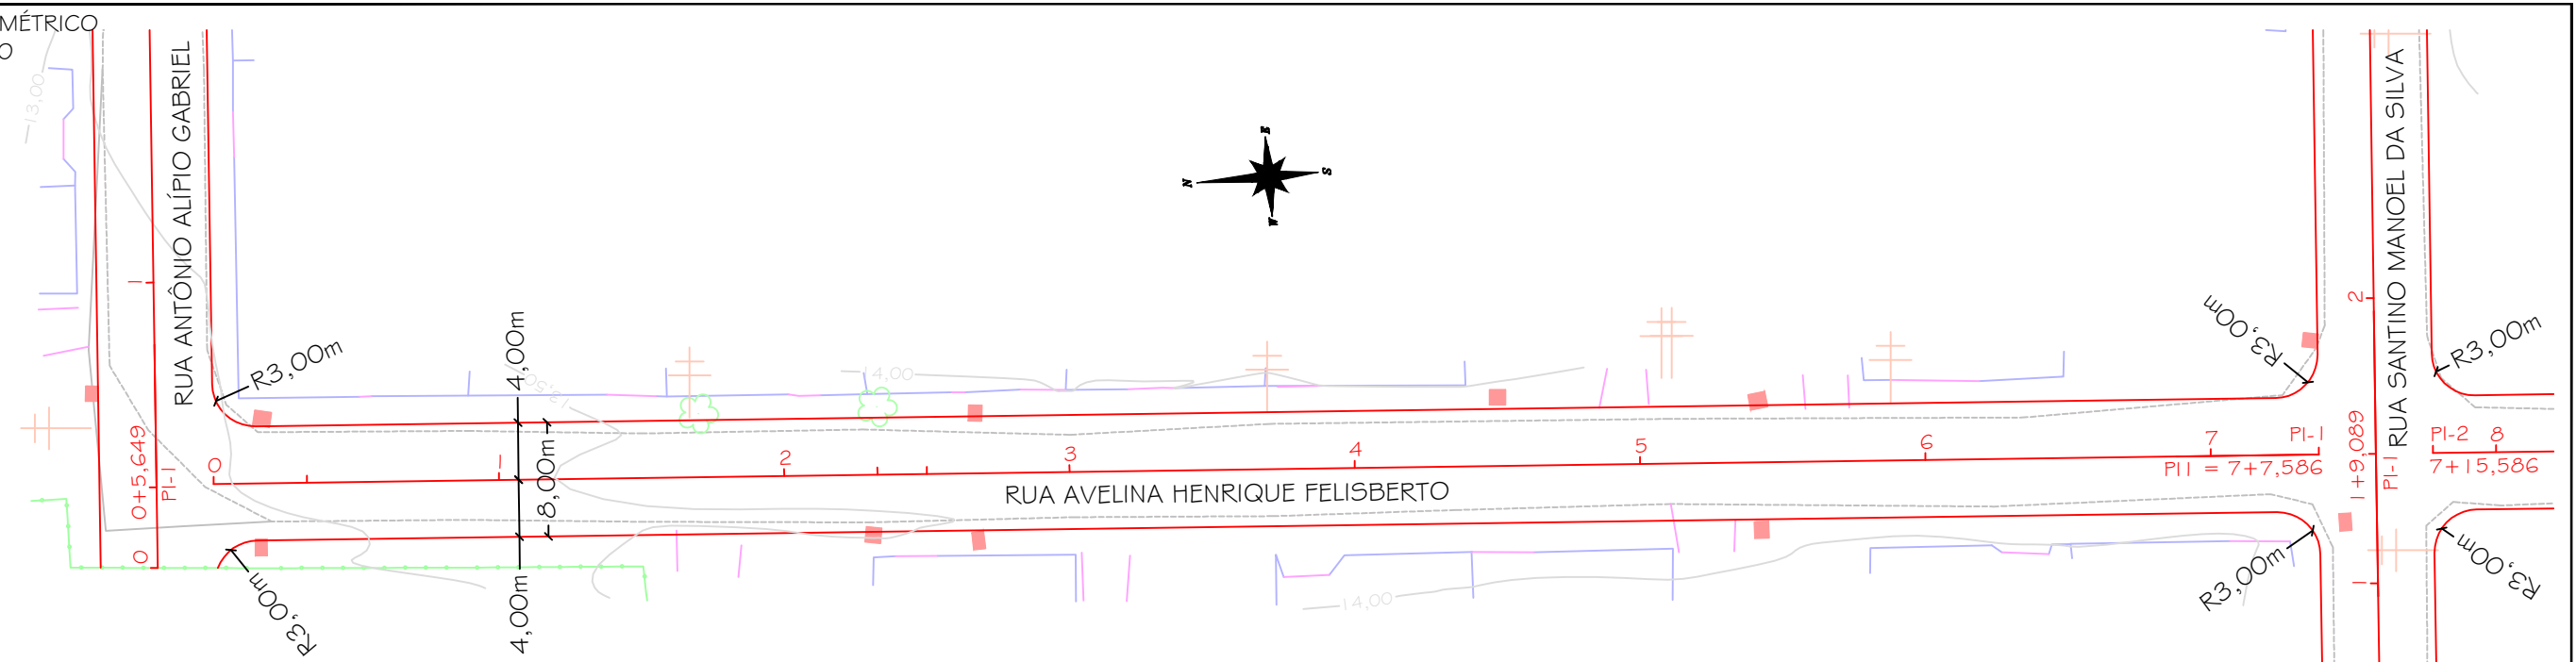 MÉTRICO
O
13,00
RUA ANTÔNIO ALÍPIO GABRIEL
1
0+5,649
PI-1
0
R3,00m
R3,00m
4,00m
8,00m
4,00m
13,50
14,00
E
N
S
W
0
1
2
3
4
5
6
7
PI-1
PI1 = 7+7,586
RUA AVELINA HENRIQUE FELISBERTO
14,00
R3,00m
R3,00m
2
1+9,089
PI-1
1
RUA SANTINO MANOEL DA SILVA
R3,00m
PI-2 8
7+15,586
R3,00m